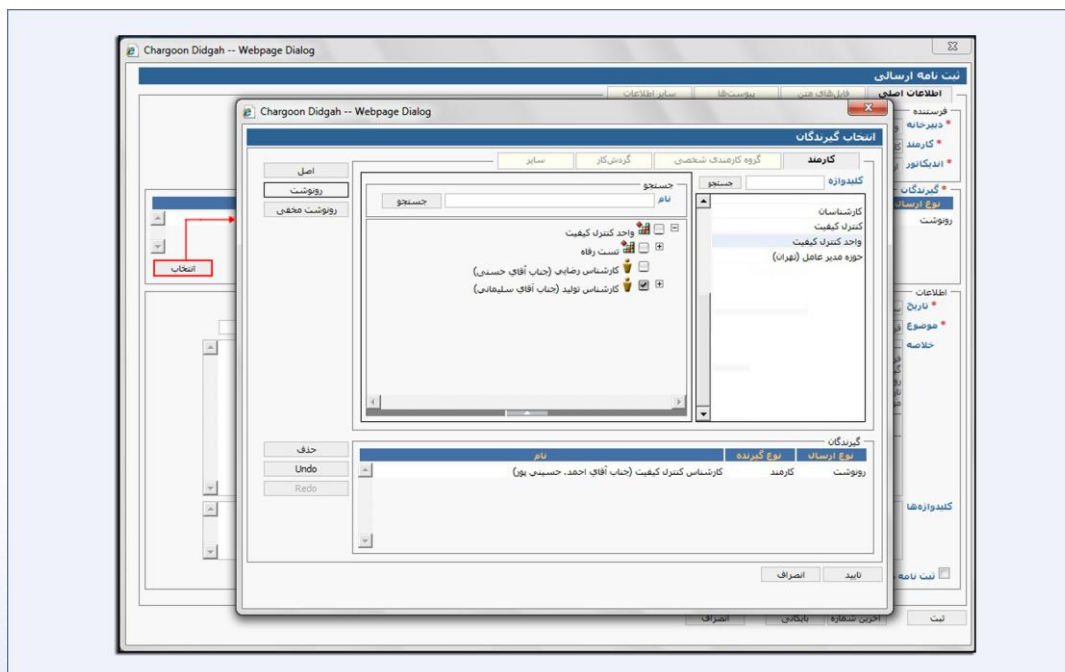 Chargoon Didgah -- Webpage Dialog
ثبت نامه ارسالی
اطلاعات اصلی فایل‌های متن پیوست‌ها سایر اطلاعات
فرستنده
* دبیرخانه
* کارمند
* اندیکاتور
* گیرندگان
نوع ارسال
رونوشت
انتخاب
اطلاعات
* تاریخ
* موضوع
خلاصه
کلیدواژه‌ها
ثبت نامه
ثبت آخرین شماره بایگانی انصراف
Chargoon Didgah -- Webpage Dialog
انتخاب گیرندگان
کارمند گروه کارمندی شخصی گردش‌کار سایر
کلیدواژه جستجو
کارشناسان
کنترل کیفیت
واحد کنترل کیفیت
حوزه مدیر عامل (تهران)
جستجو
نام جستجو
واحد کنترل کیفیت
تست رفاه
کارشناس رضایی (جناب آقاي حسنی)
کارشناس تولید (جناب آقاي سلیمانی)
اصل
رونوشت
رونوشت مخفی
گیرندگان
نوع ارسال نوع گیرنده نام
رونوشت کارمند کارشناس کنترل کیفیت (جناب آقاي احمد، حسینی پور)
حذف
Undo
Redo
تایید انصراف